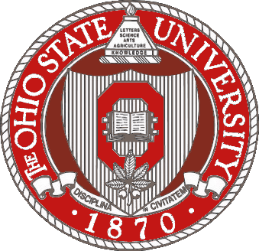 THE OHIO STATE UNIVERSITY
LETTERS
SCIENCE
ARTS
AGRICULTURE
KNOWLEDGE
DISCIPLINA IN CIVITATEM
· 1870 ·